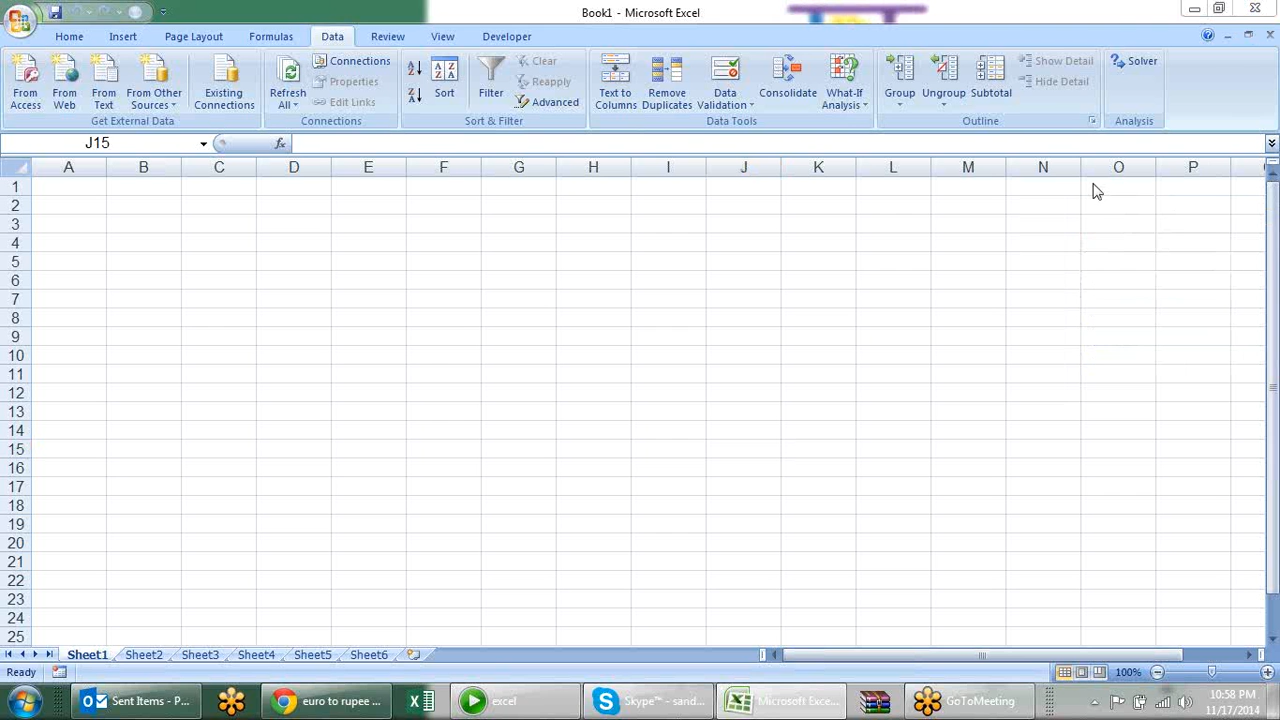 Book1 - Microsoft Excel
Home Insert Page Layout Formulas Data Review View Developer
From Access From Web From Text From Other Sources Existing Connections
Get External Data
Refresh All Connections Properties Edit Links
Connections
Sort Filter Clear Reapply Advanced
Sort & Filter
Text to Columns Remove Duplicates Data Validation Consolidate What-If Analysis
Data Tools
Group Ungroup Subtotal Show Detail Hide Detail
Outline
Solver
Analysis
J15 fx
A B C D E F G H I J K L M N O P
1
2
3
4
5
6
7
8
9
10
11
12
13
14
15
16
17
18
19
20
21
22
23
24
25
Sheet1 Sheet2 Sheet3 Sheet4 Sheet5 Sheet6
Ready 100%
Sent Items - P... euro to rupee ... excel Skype™ - sand... Microsoft Exce... GoToMeeting 10:58 PM
11/17/2014